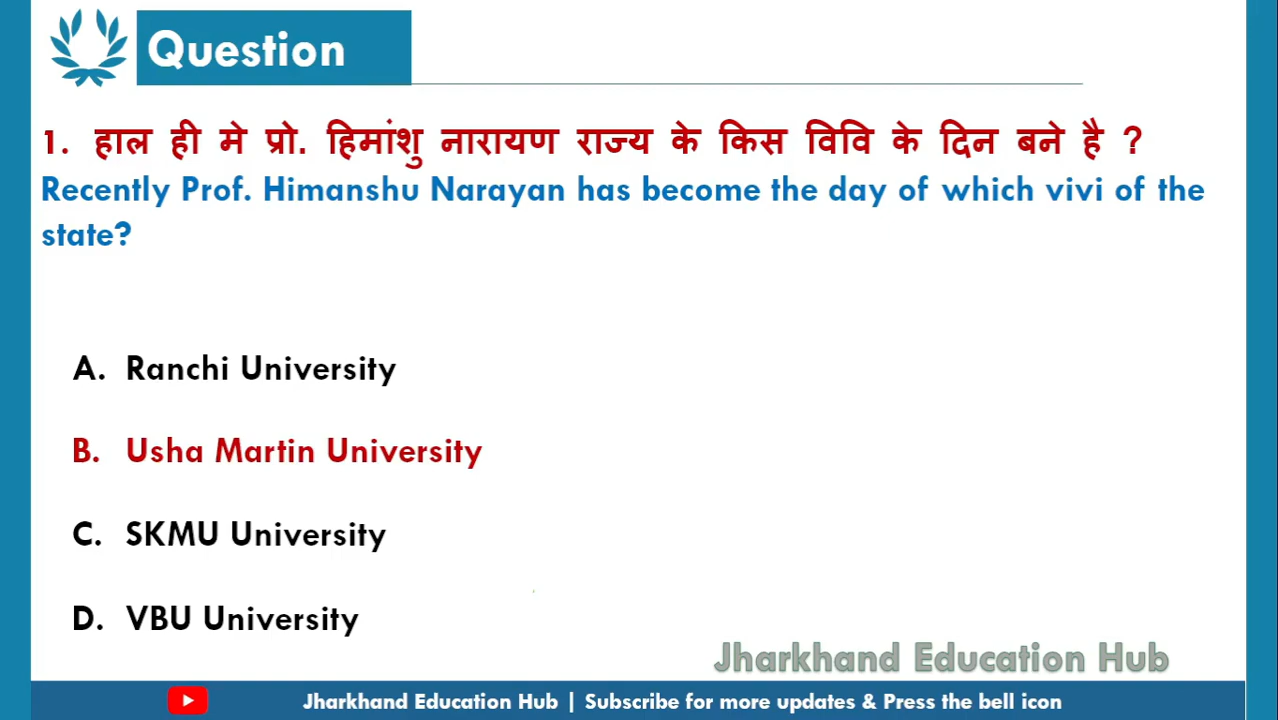 Question
1. हाल ही मे प्रो. हिमांशु नारायण राज्य के किस विवि के दिन बने है ?
Recently Prof. Himanshu Narayan has become the day of which vivi of the
state?
A. Ranchi University
B. Usha Martin University
C. SKMU University
D. VBU University
Jharkhand Education Hub
Jharkhand Education Hub | Subscribe for more updates & Press the bell icon